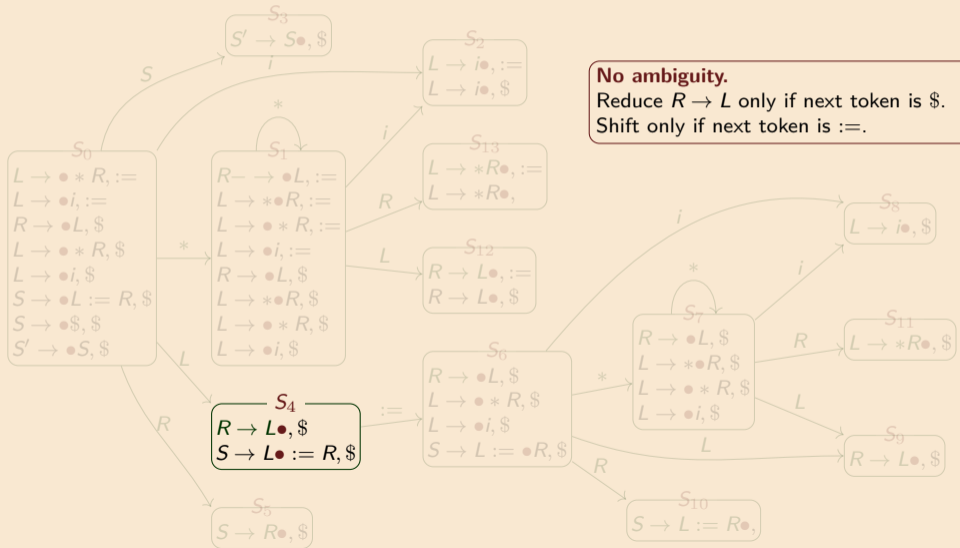 S₃
S′ → S●, $
S
i
S₂
L → i●, :=
L → i●, $
No ambiguity.
Reduce R → L only if next token is $.
Shift only if next token is :=.
*
i
S₀
L → ● * R, :=
L → ●i, :=
R → ●L, $
L → ● * R, $
L → ●i, $
S → ●L := R, $
S → ●$, $
S′ → ●S, $
*
S₁
R− → ●L, :=
L → *●R, :=
L → ● * R, :=
L → ●i, :=
R → ●L, $
L → *●R, $
L → ● * R, $
L → ●i, $
R
S₁₃
L → *R●, :=
L → *R●,
L
S₁₂
R → L●, :=
R → L●, $
i
S₈
L → i●, $
*
i
S₇
R → ●L, $
L → *●R, $
L → ● * R, $
L → ●i, $
R
S₁₁
L → *R●, $
L
S₆
R → ●L, $
L → ● * R, $
L → ●i, $
S → L := ●R, $
*
L
R
S₄
R → L●, $
S → L● := R, $
:=
L
S₉
R → L●, $
R
S₅
S → R●, $
S₁₀
S → L := R●,